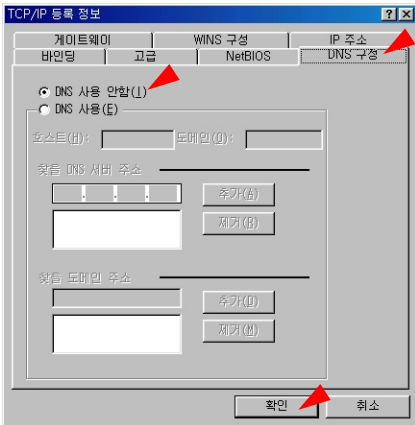 TCP/IP 등록 정보
게이트웨이 WINS 구성 IP 주소
바인딩 고급 NetBIOS DNS 구성
DNS 사용 안함(I)
DNS 사용(E)
호스트(H): 도메인(O):
찾을 DNS 서버 주소
추가(A)
제거(R)
찾을 도메인 주소
추가(D)
제거(M)
확인 취소